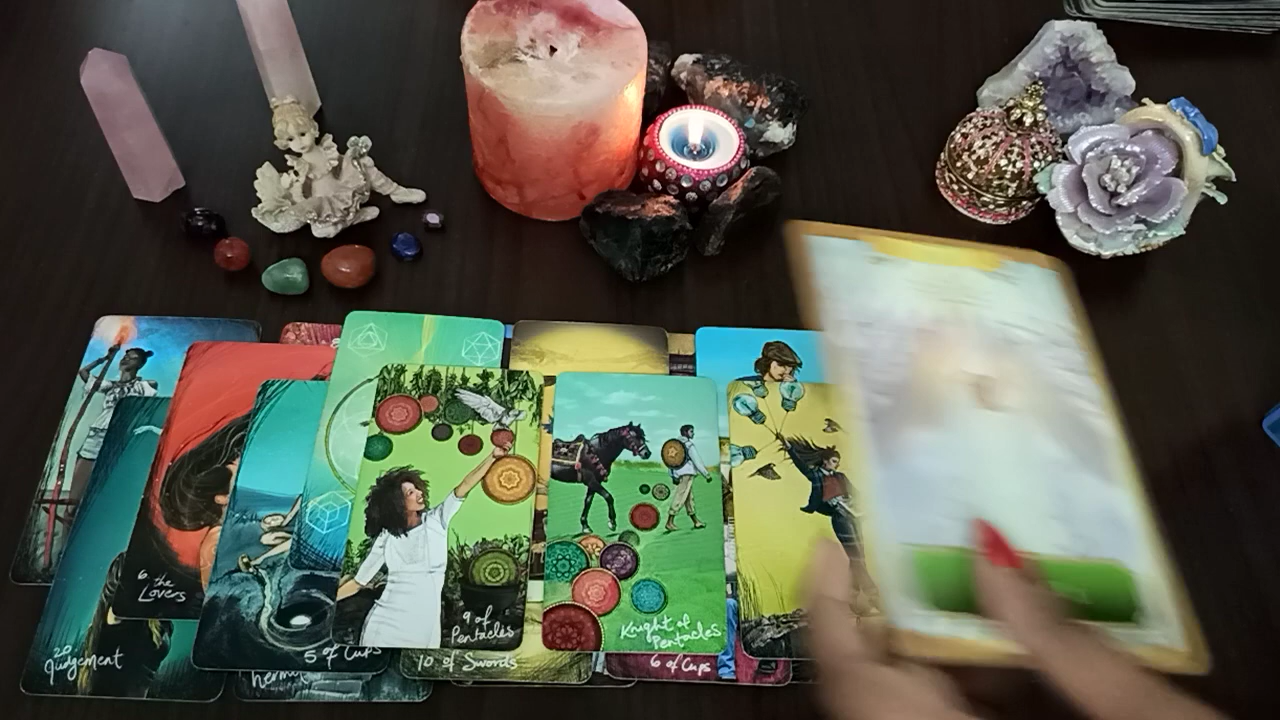 6. the
Lovers
20
Judgement
5 of Cups
hermit
9 of
Pentacles
10 of Swords
Knight of
Pentacles
6 of Cups